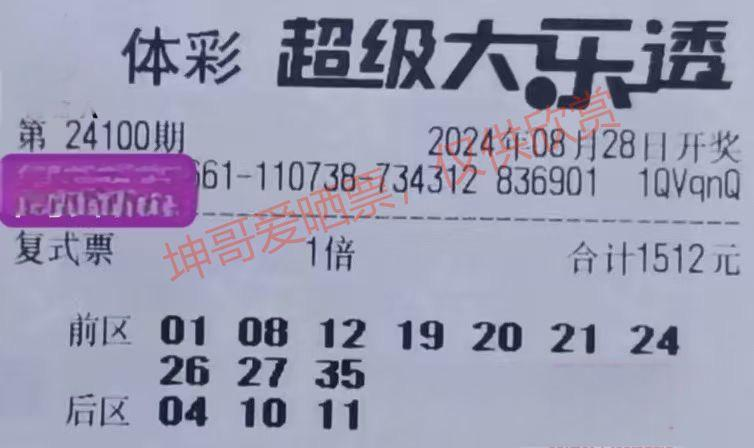 体彩 超级大乐透
第 24100期 2024年08月28日开奖
661-110738-734312 836901 1QVqnQ
复式票 1倍 合计1512元
前区 01 08 12 19 20 21 24
26 27 35
后区 04 10 11
坤哥爱晒票,仅供欣赏